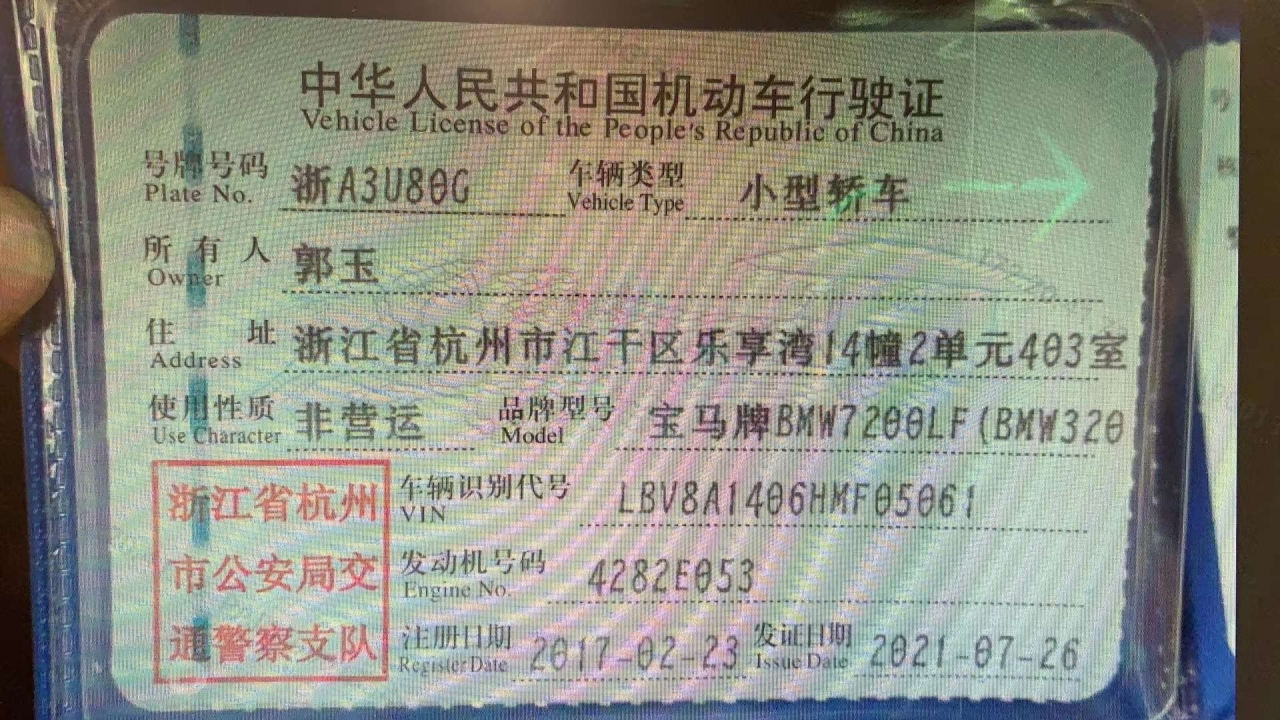 中华人民共和国机动车行驶证
Vehicle License of the People's Republic of China
号牌号码 浙A3U80G 车辆类型 小型轿车
Plate No. Vehicle Type
所有人 郭玉
Owner
住址 浙江省杭州市江干区乐享湾14幢2单元403室
Address
使用性质 非营运 品牌型号 宝马牌BMW7200LF(BMW320
Use Character Model
浙江省杭州 车辆识别代号 LBV8A1406HMF05061
VIN
市公安局交 发动机号码 4282E053
Engine No.
通警察支队 注册日期 2017-02-23 发证日期 2021-07-26
Register Date Issue Date